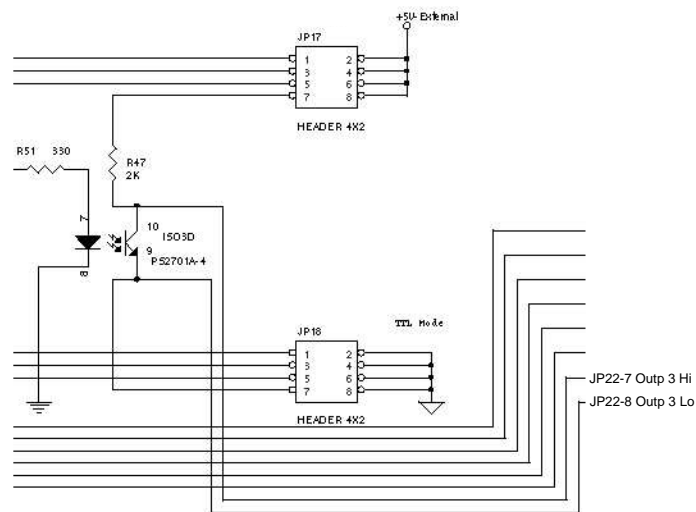 +5V External
JP17
1 2
3 4
5 6
7 8
HEADER 4X2
R51 330
R47
2K
7
10
ISO3D
9
PS2701A-4
8
JP18
TTL Mode
1 2
3 4
5 6
7 8
HEADER 4X2
JP22-7 Outp 3 Hi
JP22-8 Outp 3 Lo